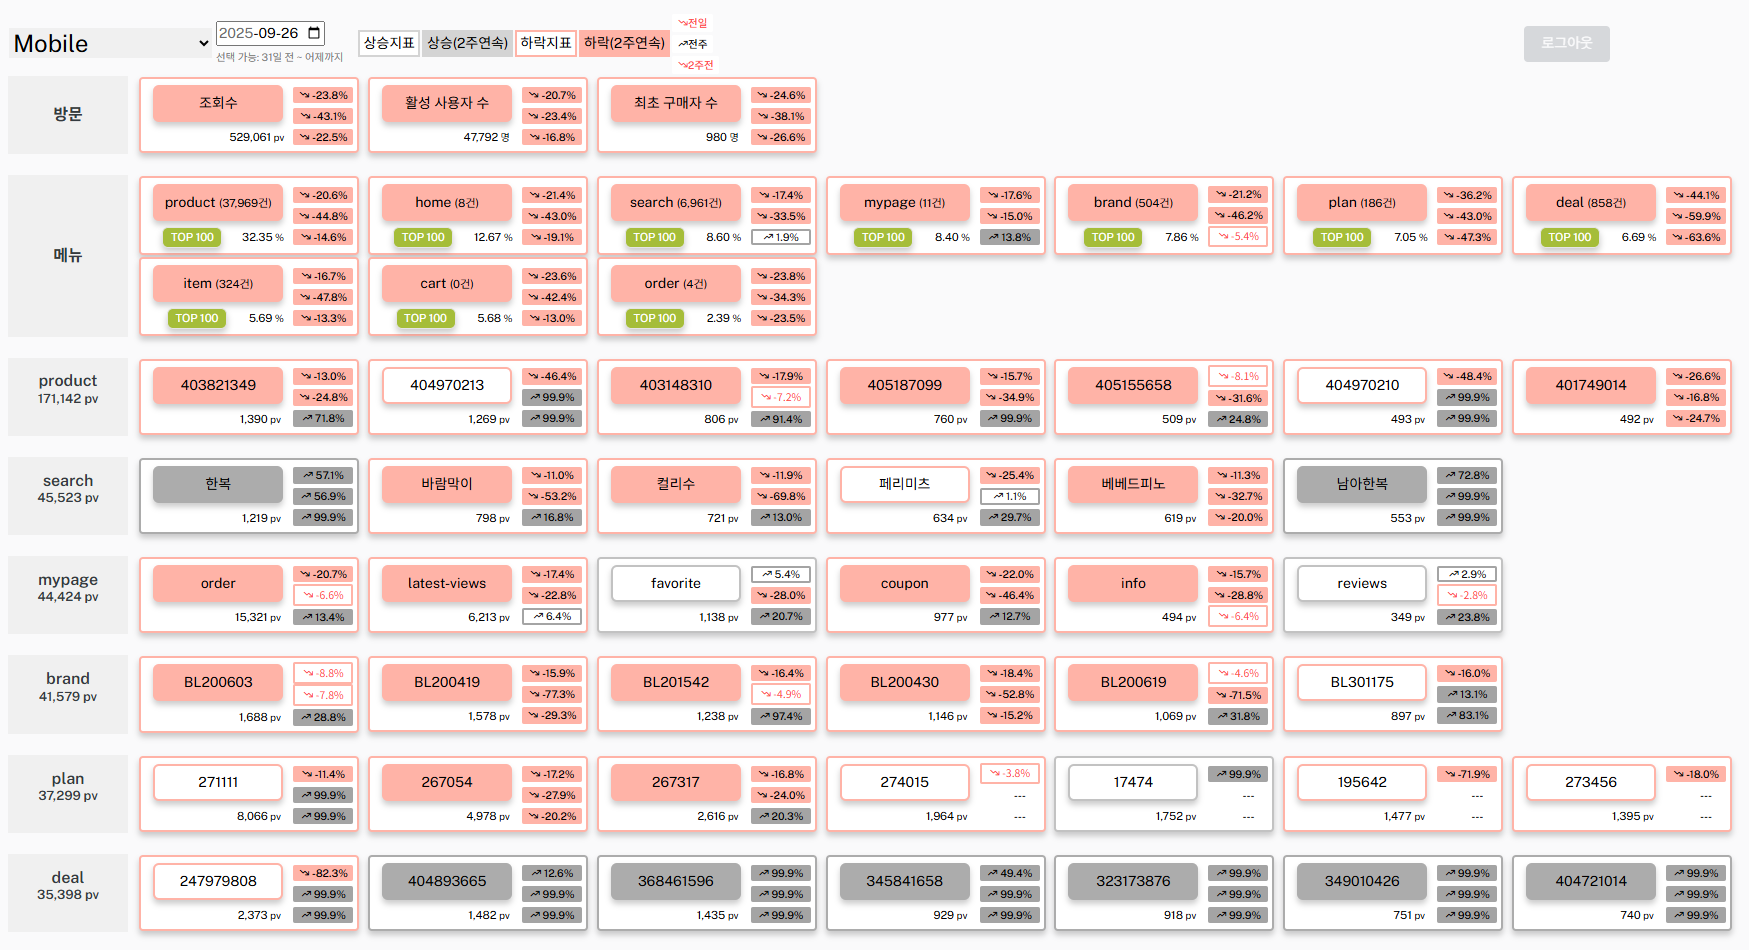 Mobile
2025-09-26
선택 가능: 31일 전 ~ 어제까지
상승지표 상승(2주연속) 하락지표 하락(2주연속)
전일
전주
2주전
로그아웃
방문
조회수 -23.8% -43.1% 529,061 pv -22.5%
활성 사용자 수 -20.7% -23.4% 47,792 명 -16.8%
최초 구매자 수 -24.6% -38.1% 980 명 -26.6%
메뉴
product (37,969건) -20.6% -44.8% TOP 100 32.35 % -14.6%
home (8건) -21.4% -43.0% TOP 100 12.67 % -19.1%
search (6,961건) -17.4% -33.5% TOP 100 8.60 % 1.9%
mypage (11건) -17.6% -15.0% TOP 100 8.40 % 13.8%
brand (504건) -21.2% -46.2% TOP 100 7.86 % -5.4%
plan (186건) -36.2% -43.0% TOP 100 7.05 % -47.3%
deal (858건) -44.1% -59.9% TOP 100 6.69 % -63.6%
item (324건) -16.7% -47.8% TOP 100 5.69 % -13.3%
cart (0건) -23.6% -42.4% TOP 100 5.68 % -13.0%
order (4건) -23.8% -34.3% TOP 100 2.39 % -23.5%
product
171,142 pv
403821349 -13.0% -24.8% 1,390 pv 71.8%
404970213 -46.4% 99.9% 1,269 pv 99.9%
403148310 -17.9% -7.2% 806 pv 91.4%
405187099 -15.7% -34.9% 760 pv 99.9%
405155658 -8.1% -31.6% 509 pv 24.8%
404970210 -48.4% 99.9% 493 pv 99.9%
401749014 -26.6% -16.8% 492 pv -24.7%
search
45,523 pv
한복 57.1% 56.9% 1,219 pv 99.9%
바람막이 -11.0% -53.2% 798 pv 16.8%
컬리수 -11.9% -69.8% 721 pv 13.0%
페리미츠 -25.4% 1.1% 634 pv 29.7%
베베드피노 -11.3% -32.7% 619 pv -20.0%
남아한복 72.8% 99.9% 553 pv 99.9%
mypage
44,424 pv
order -20.7% -6.6% 15,321 pv 13.4%
latest-views -17.4% -22.8% 6,213 pv 6.4%
favorite 5.4% -28.0% 1,138 pv 20.7%
coupon -22.0% -46.4% 977 pv 12.7%
info -15.7% -28.8% 494 pv -6.4%
reviews 2.9% -2.8% 349 pv 23.8%
brand
41,579 pv
BL200603 -8.8% -7.8% 1,688 pv 28.8%
BL200419 -15.9% -77.3% 1,578 pv -29.3%
BL201542 -16.4% -4.9% 1,238 pv 97.4%
BL200430 -18.4% -52.8% 1,146 pv -15.2%
BL200619 -4.6% -71.5% 1,069 pv 31.8%
BL301175 -16.0% 13.1% 897 pv 83.1%
plan
37,299 pv
271111 -11.4% 99.9% 8,066 pv 99.9%
267054 -17.2% -27.9% 4,978 pv -20.2%
267317 -16.8% -24.0% 2,616 pv 20.3%
274015 -3.8% --- 1,964 pv ---
17474 99.9% --- 1,752 pv ---
195642 -71.9% --- 1,477 pv ---
273456 -18.0% --- 1,395 pv ---
deal
35,398 pv
247979808 -82.3% 99.9% 2,373 pv 99.9%
404893665 12.6% 99.9% 1,482 pv 99.9%
368461596 99.9% 99.9% 1,435 pv 99.9%
345841658 49.4% 99.9% 929 pv 99.9%
323173876 99.9% 99.9% 918 pv 99.9%
349010426 99.9% 99.9% 751 pv 99.9%
404721014 99.9% 99.9% 740 pv 99.9%